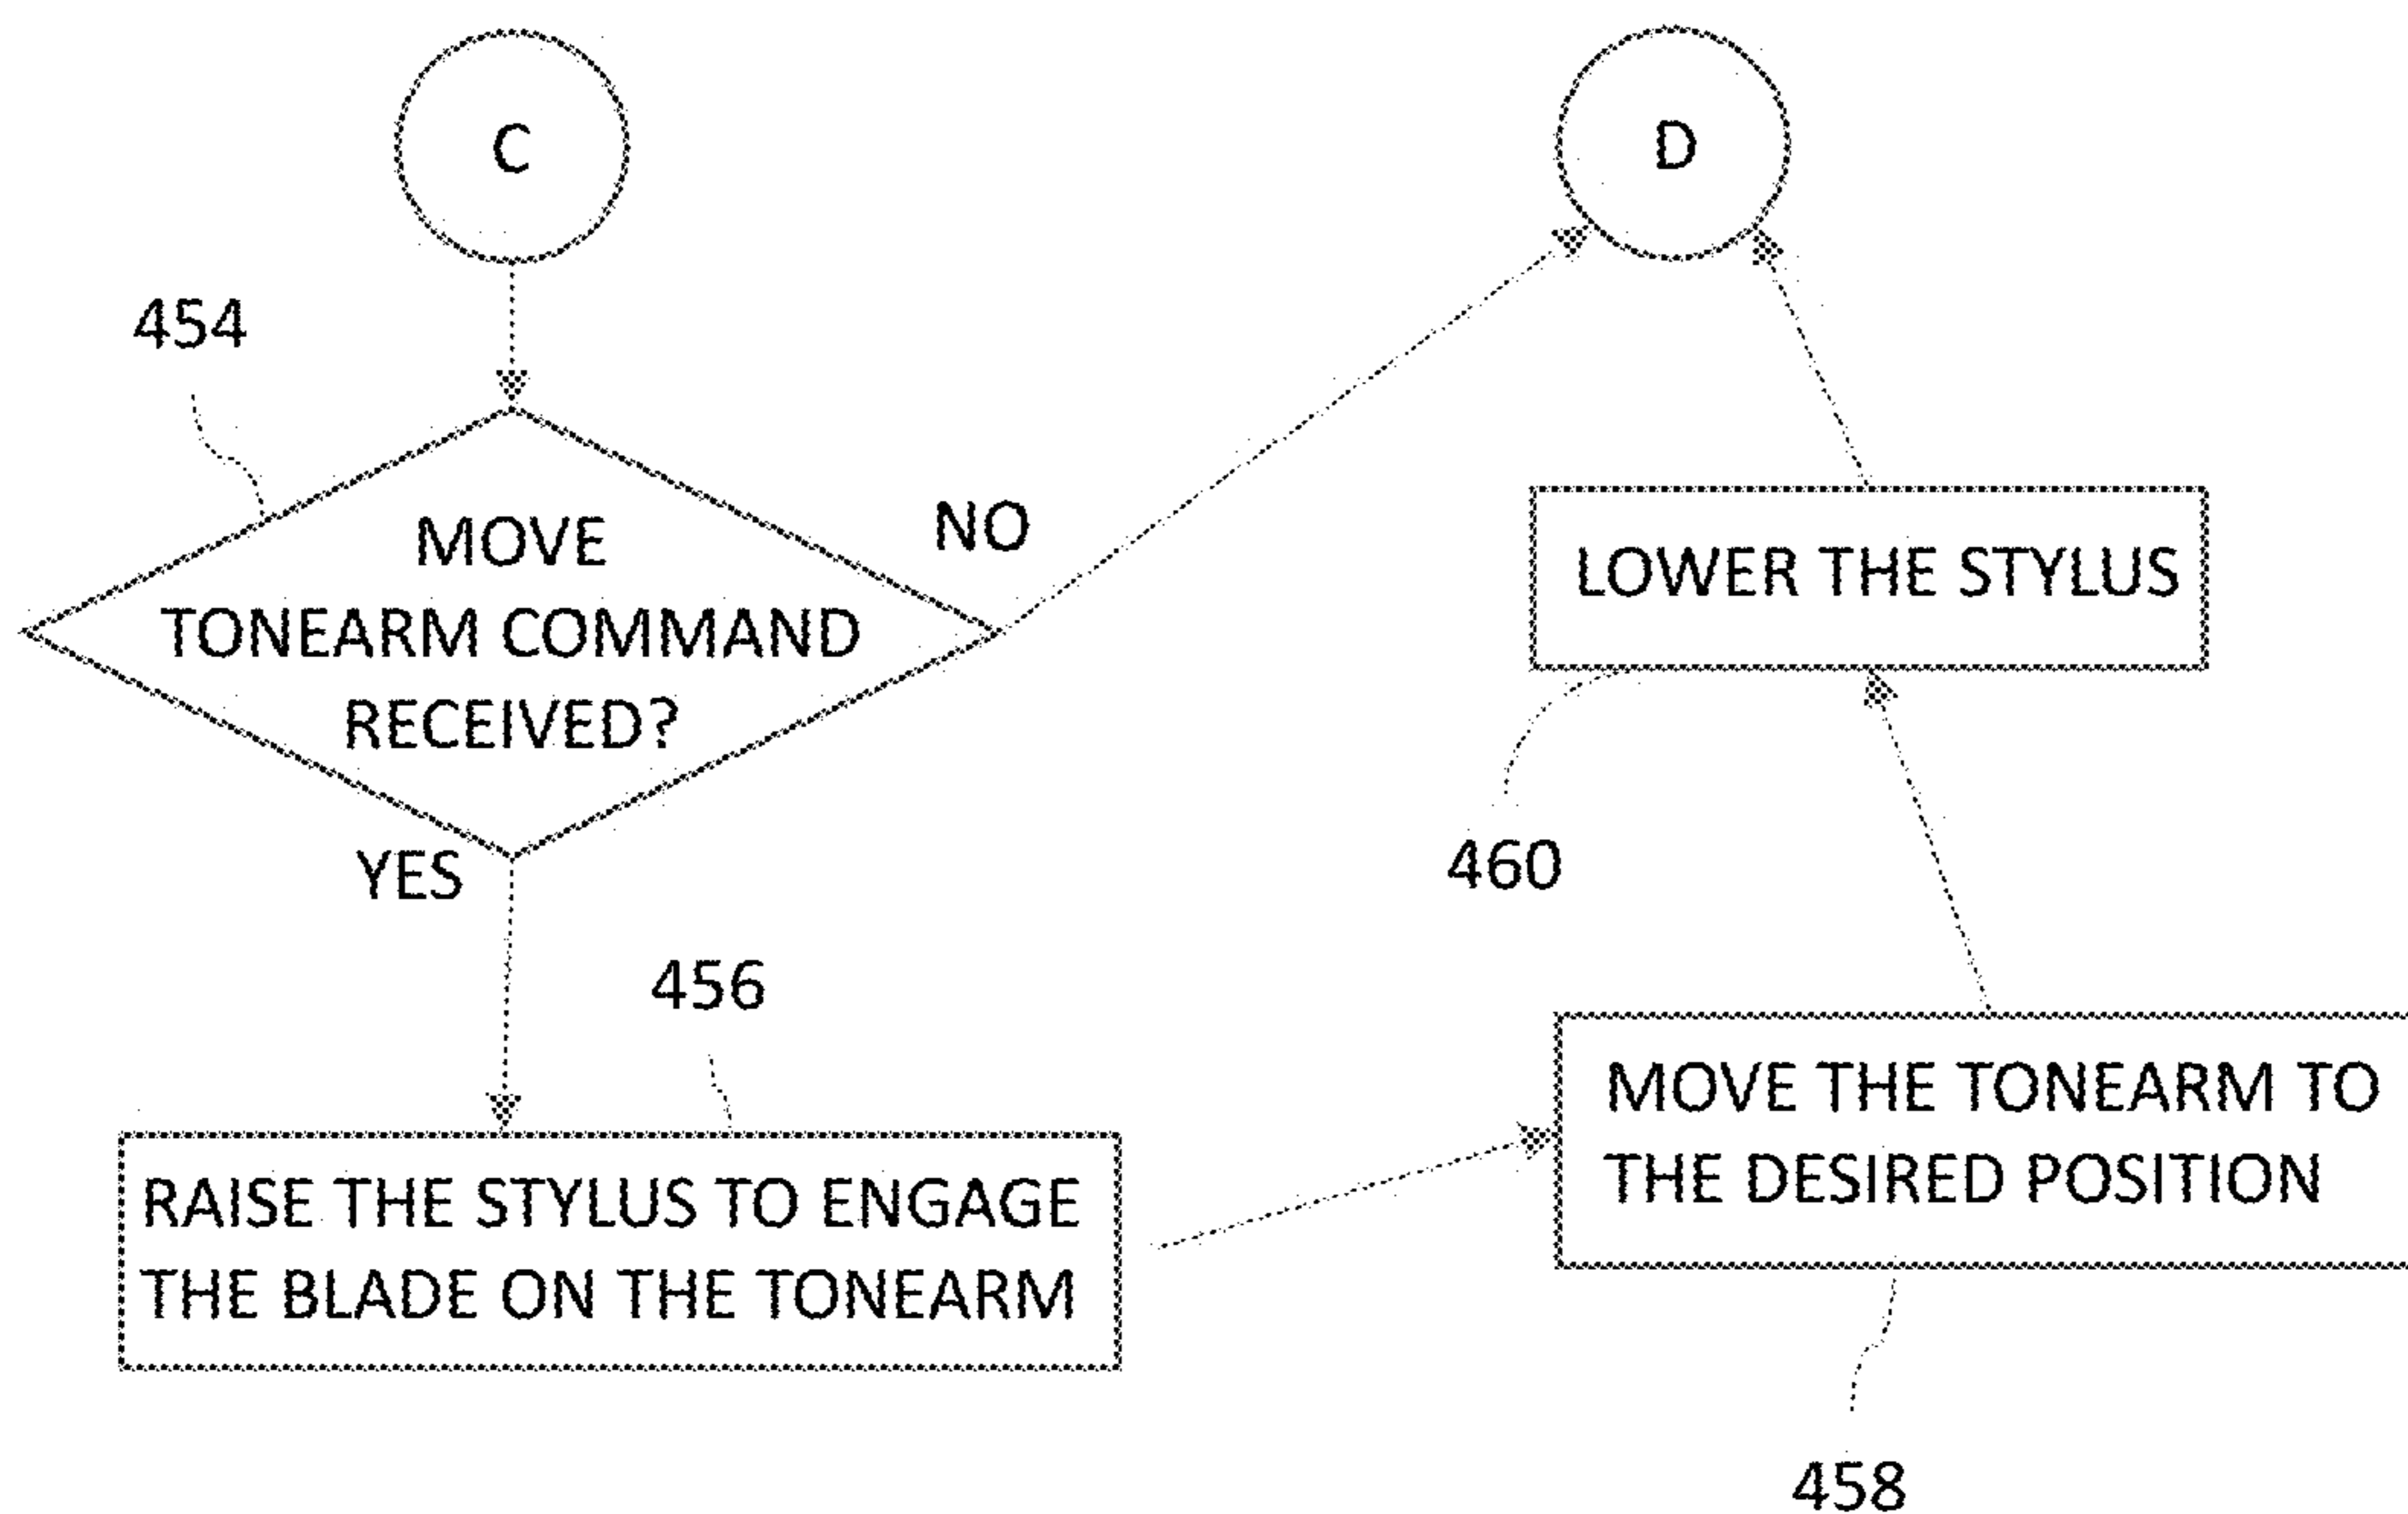 C
D
454
MOVE
TONEARM COMMAND
RECEIVED?
NO
YES
456
RAISE THE STYLUS TO ENGAGE
THE BLADE ON THE TONEARM
MOVE THE TONEARM TO
THE DESIRED POSITION
458
LOWER THE STYLUS
460